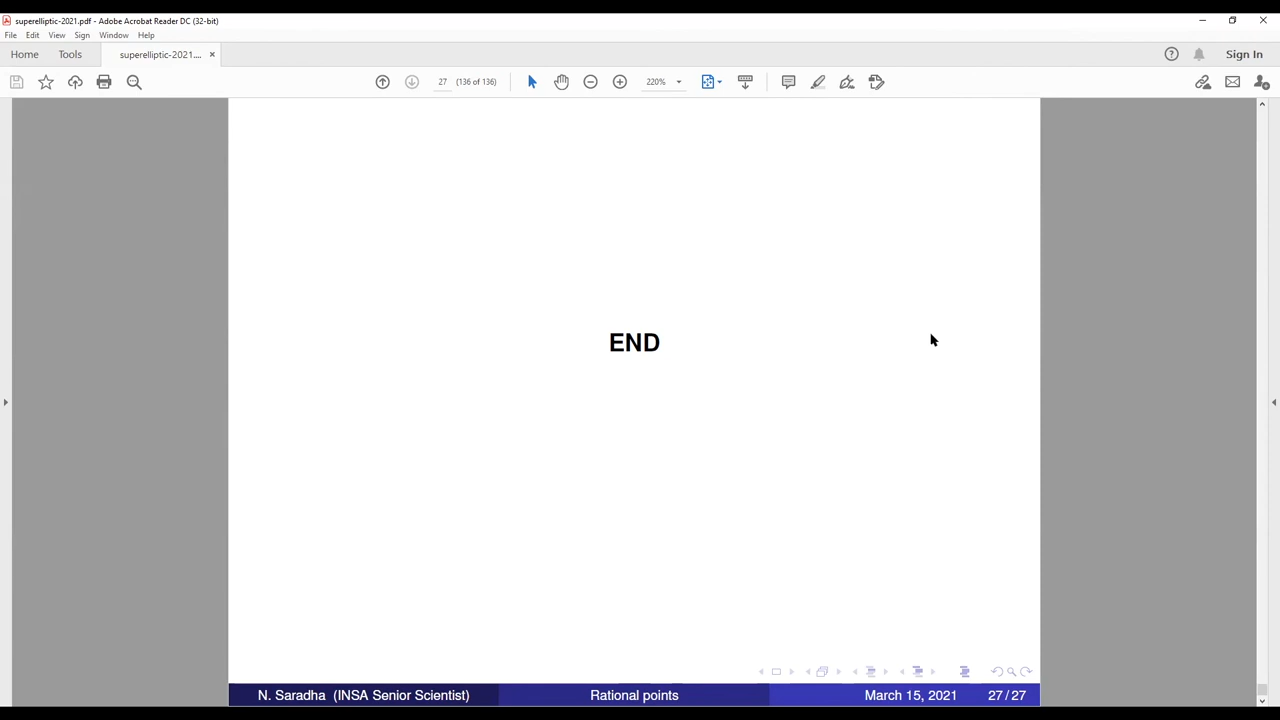 superelliptic-2021.pdf - Adobe Acrobat Reader DC (32-bit)
File Edit View Sign Window Help
Home Tools superelliptic-2021.... × Sign In
27 (136 of 136) 220%
END
N. Saradha (INSA Senior Scientist) Rational points March 15, 2021 27/27